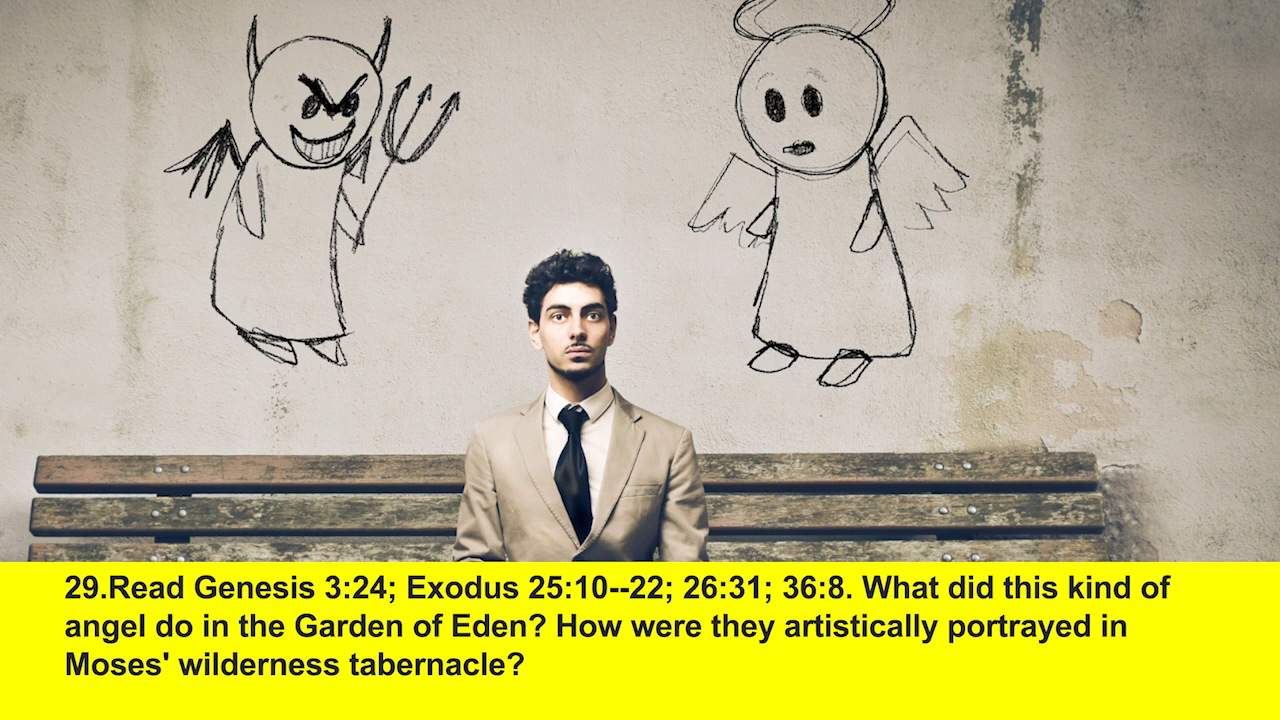 29.Read Genesis 3:24; Exodus 25:10--22; 26:31; 36:8. What did this kind of
angel do in the Garden of Eden? How were they artistically portrayed in
Moses' wilderness tabernacle?